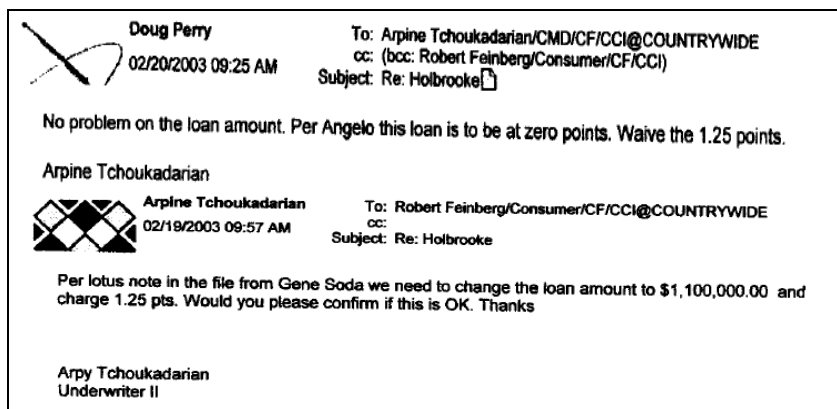 Doug Perry
02/20/2003 09:25 AM
To: Arpine Tchoukadarian/CMD/CF/CCI@COUNTRYWIDE
cc: (bcc: Robert Feinberg/Consumer/CF/CCI)
Subject: Re: Holbrooke
No problem on the loan amount. Per Angelo this loan is to be at zero points. Waive the 1.25 points.
Arpine Tchoukadarian
Arpine Tchoukadarian
02/19/2003 09:57 AM
To: Robert Feinberg/Consumer/CF/CCI@COUNTRYWIDE
cc:
Subject: Re: Holbrooke
Per lotus note in the file from Gene Soda we need to change the loan amount to $1,100,000.00 and
charge 1.25 pts. Would you please confirm if this is OK. Thanks
Arpy Tchoukadarian
Underwriter II